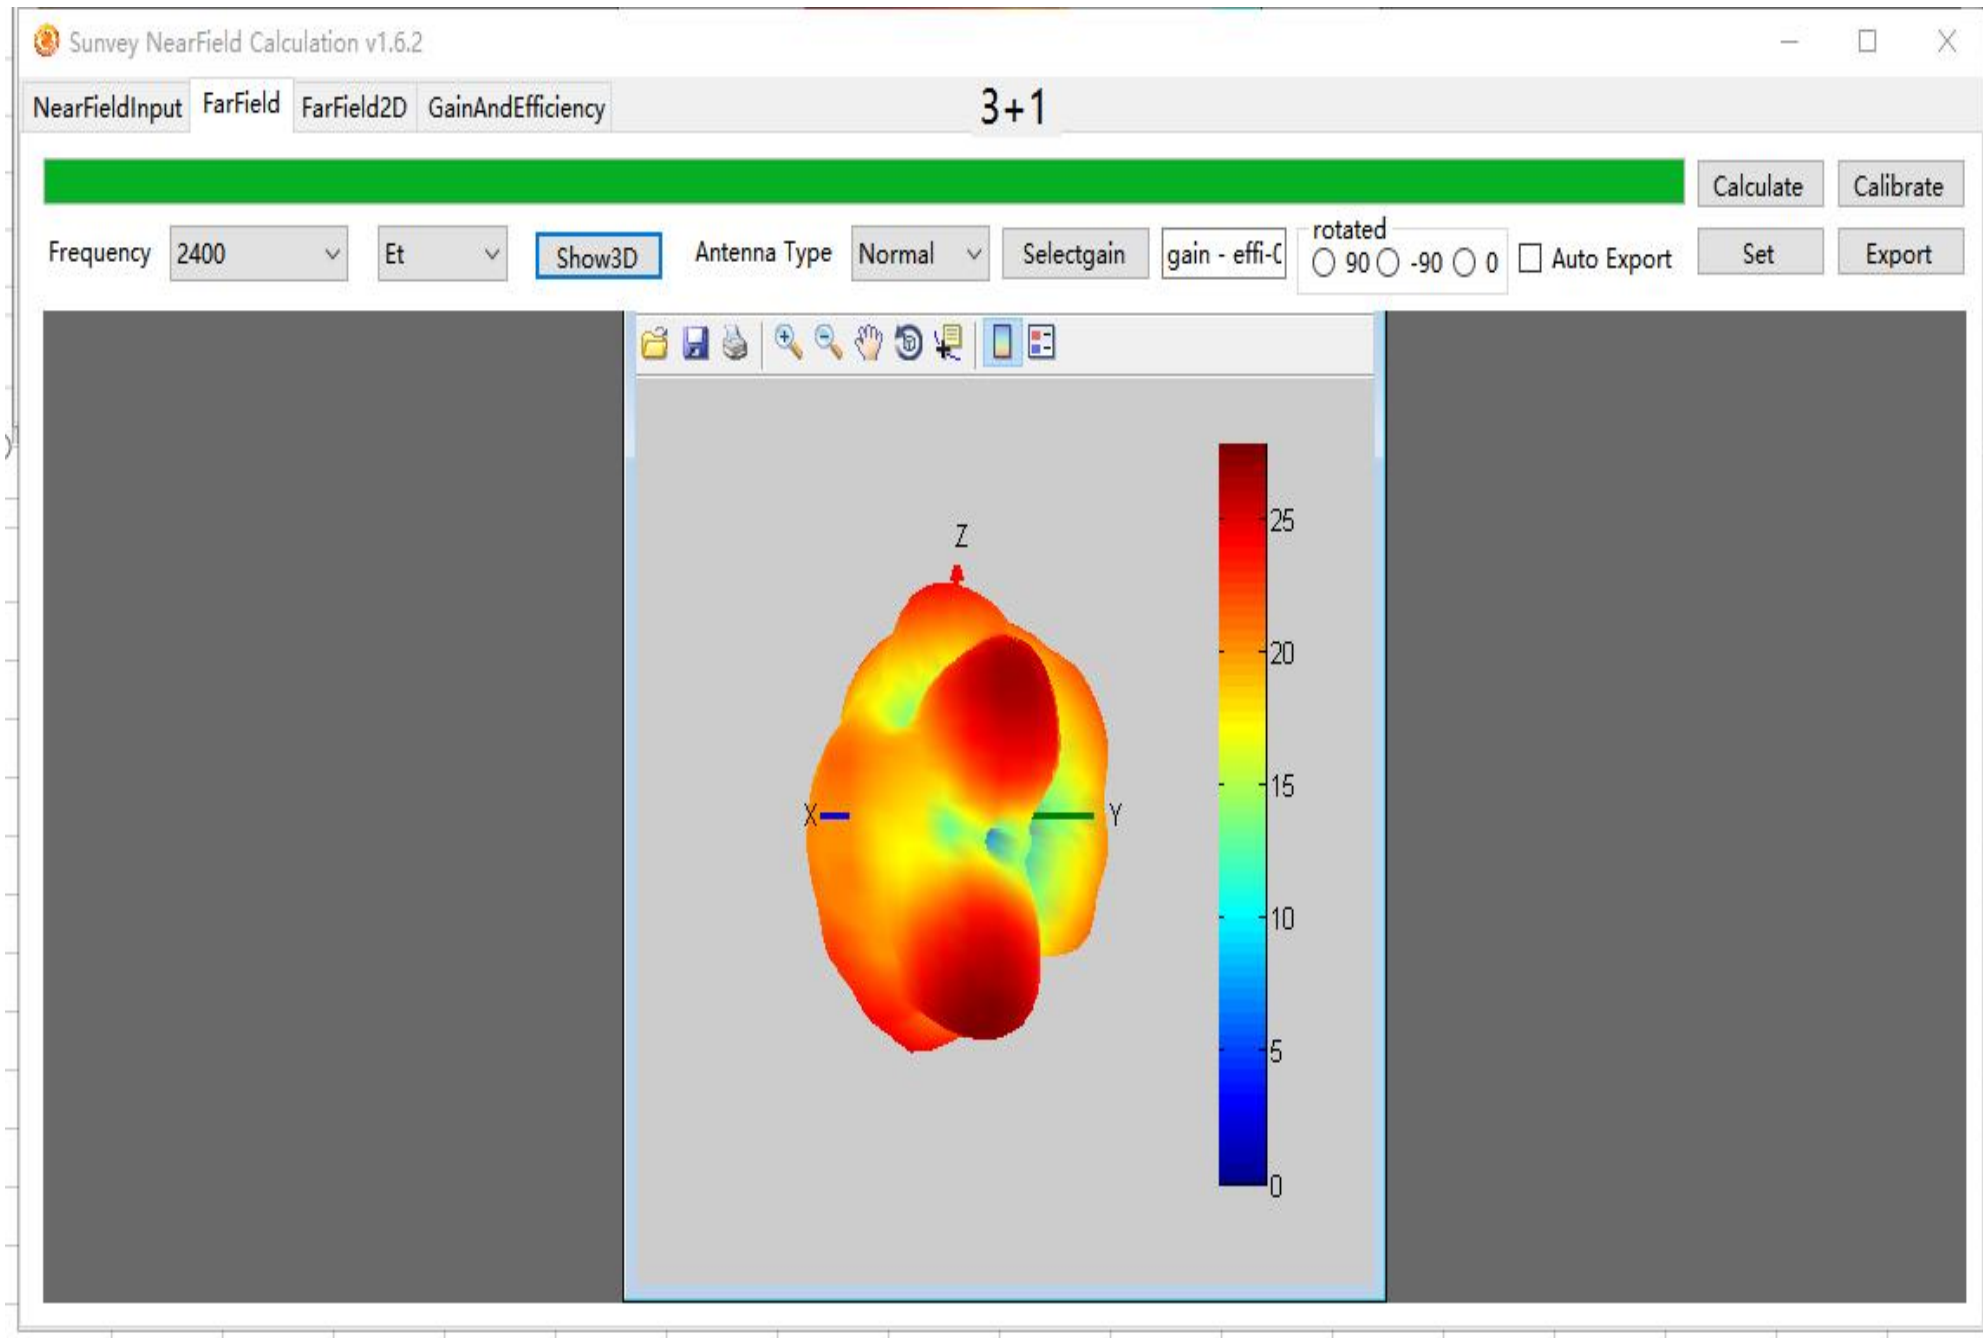 Sunvey NearField Calculation v1.6.2
NearFieldInput FarField FarField2D GainAndEfficiency 3+1
Calculate Calibrate
Frequency 2400 Et Show3D Antenna Type Normal Selectgain gain - effi- rotated 90 -90 0 Auto Export Set Export
Z
X
Y
25
20
15
10
5
0